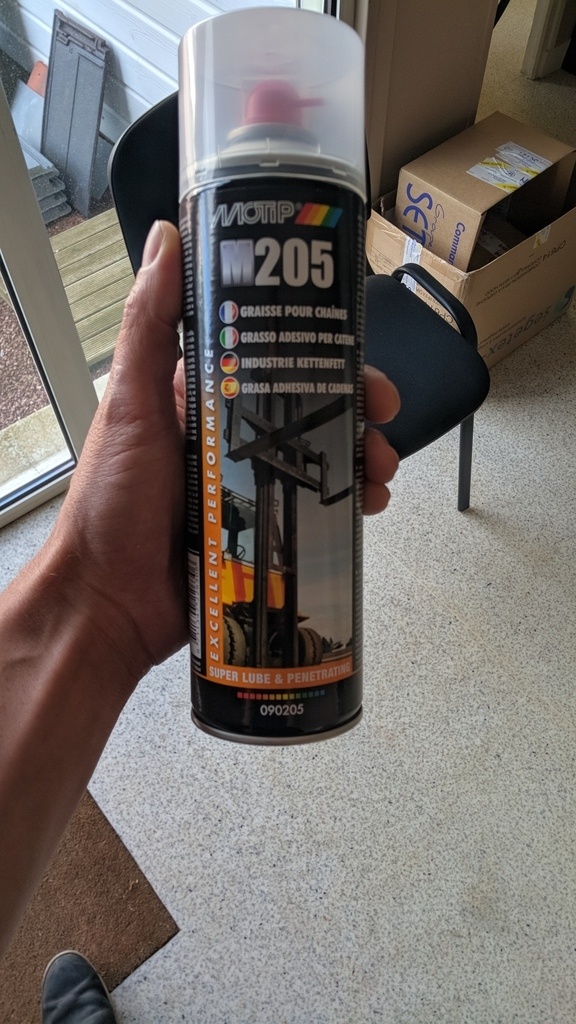 MOTIP
M205
GRAISSE POUR CHAÎNES
GRASSO ADESIVO PER CATENE
INDUSTRIE KETTENFETT
GRASA ADHESIVA DE CADENAS
EXCELLENT PERFORMANCE
SUPER LUBE & PENETRATING
090205
Common